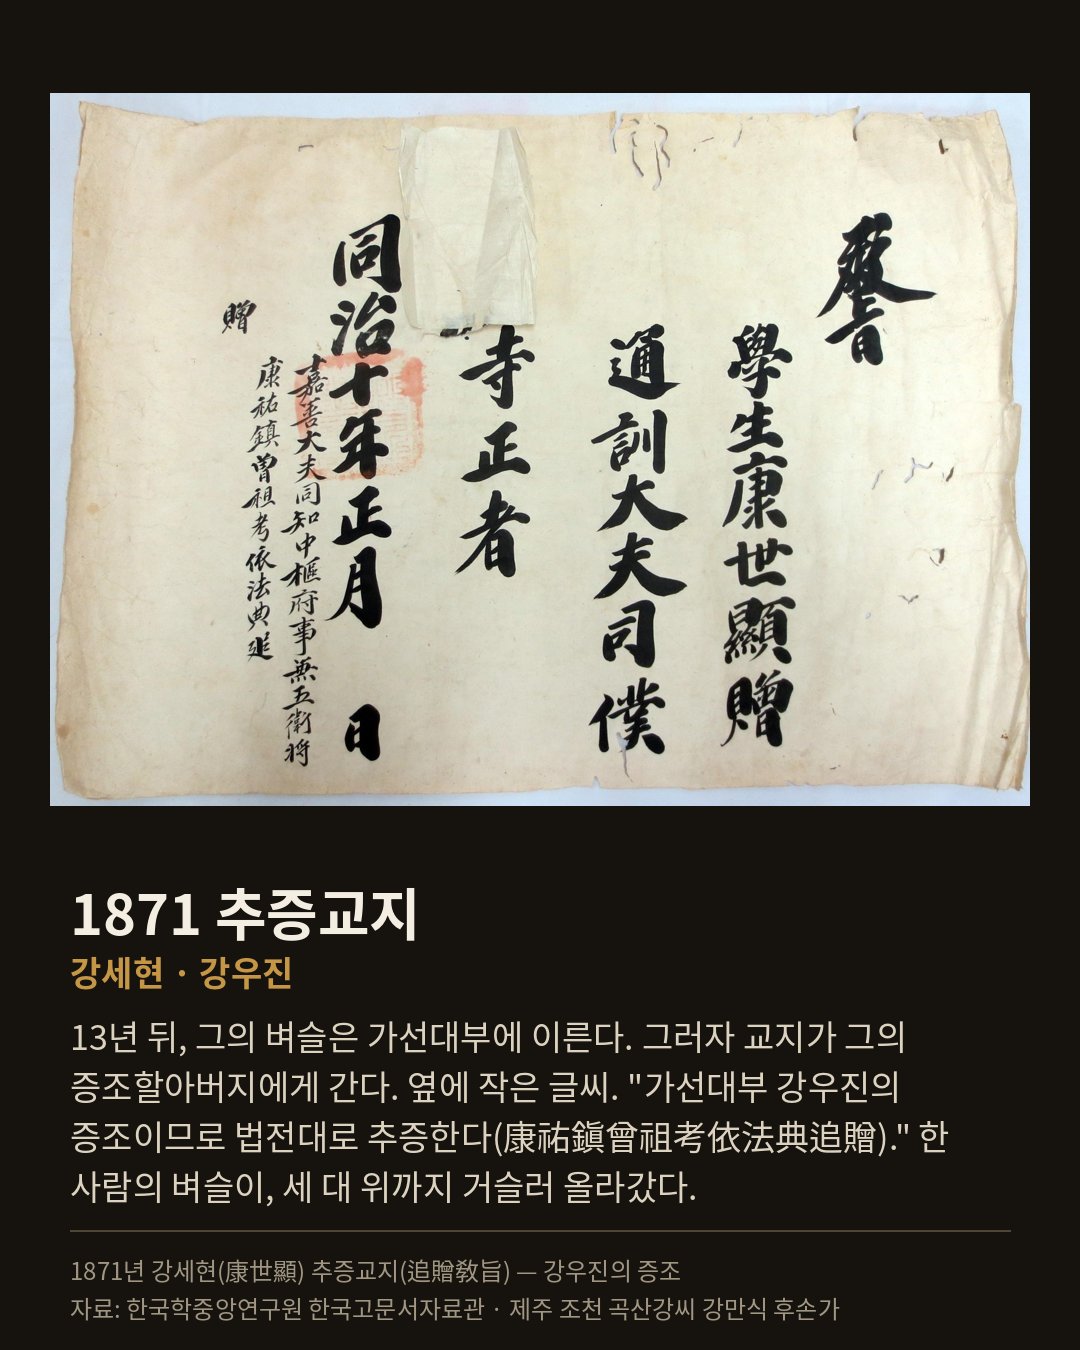 敎旨
學生康世顯贈
通訓大夫司僕
寺正者
同治十年正月 日
嘉善大夫同知中樞府事兼五衛將
康祐鎮曾祖考依法典追
贈
1871 추증교지
강세현 · 강우진
13년 뒤, 그의 벼슬은 가선대부에 이른다. 그러자 교지가 그의
증조할아버지에게 간다. 옆에 작은 글씨. "가선대부 강우진의
증조이므로 법전대로 추증한다(康祐鎭曾祖考依法典追贈)." 한
사람의 벼슬이, 세 대 위까지 거슬러 올라갔다.
1871년 강세현(康世顯) 추증교지(追贈敎旨) — 강우진의 증조
자료: 한국학중앙연구원 한국고문서자료관 · 제주 조천 곡산강씨 강만식 후손가